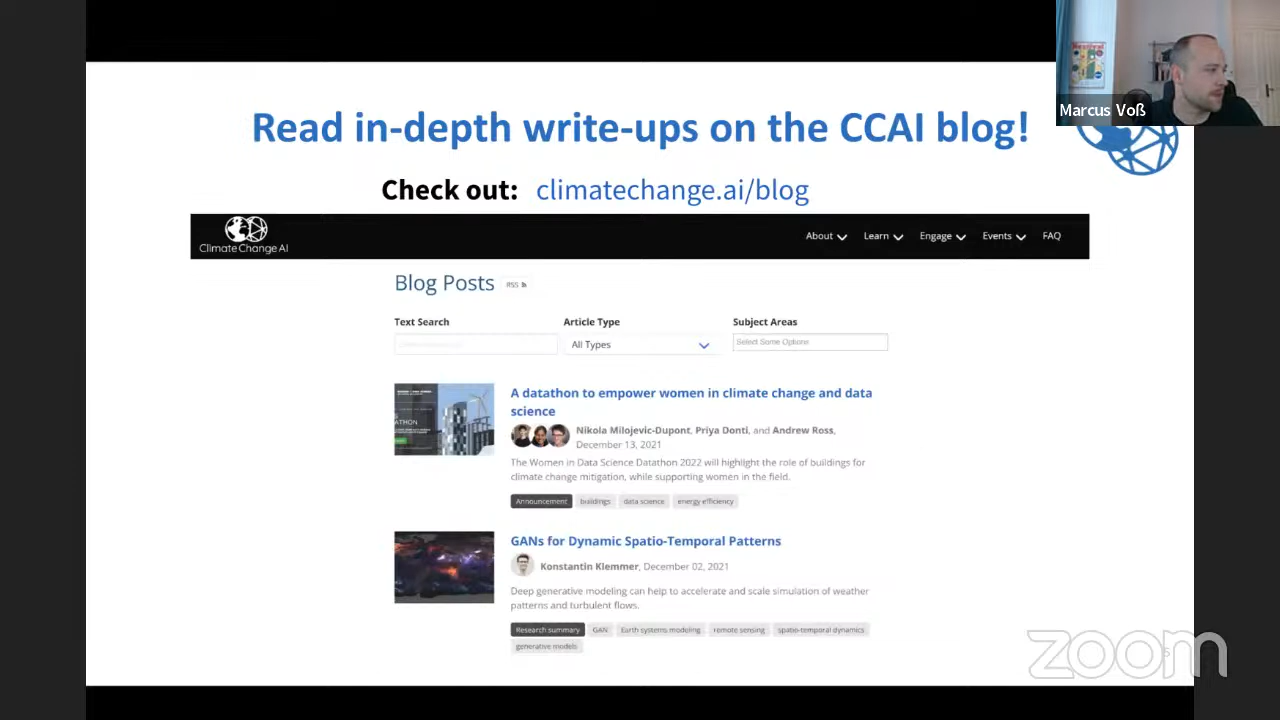 Marcus Voß
Read in-depth write-ups on the CCAI blog!
Check out: climatechange.ai/blog
Climate Change AI
About Learn Engage Events FAQ
Blog Posts RSS
Text Search Article Type Subject Areas
All Types Select Some Options
A datathon to empower women in climate change and data
science
Nikola Milojevic-Dupont, Priya Donti, and Andrew Ross,
December 13, 2021
The Women in Data Science Datathon 2022 will highlight the role of buildings for
climate change mitigation, while supporting women in the field.
Announcement buildings data science energy efficiency
GANs for Dynamic Spatio-Temporal Patterns
Konstantin Klemmer, December 02, 2021
Deep generative modeling can help to accelerate and scale simulation of weather
patterns and turbulent flows.
Research summary GAN Earth systems modeling remote sensing spatio-temporal dynamics
generative models
zoom
5